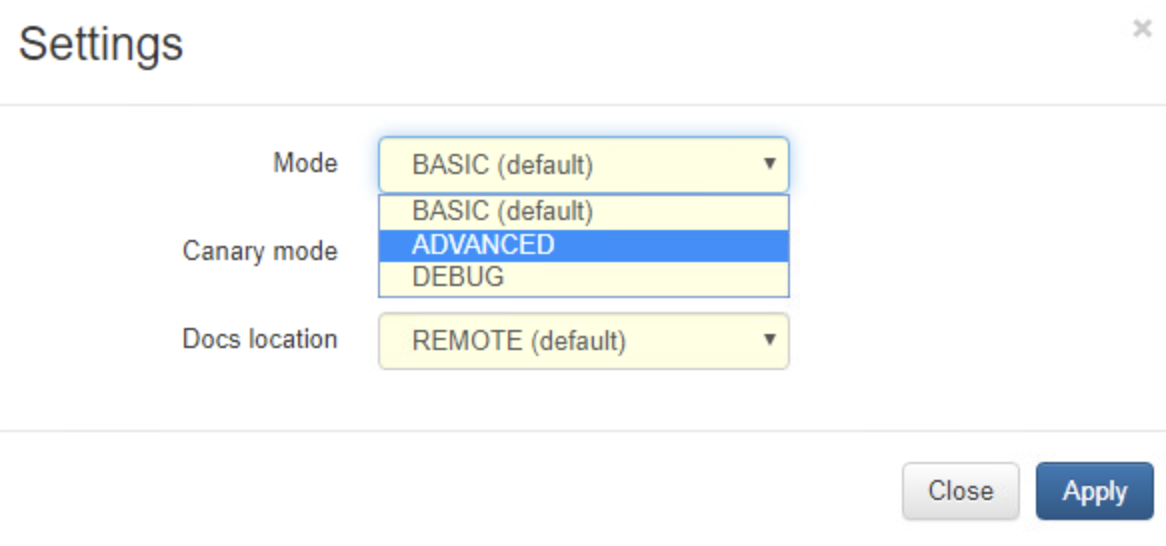 Settings
×
Mode
BASIC (default)
BASIC (default)
ADVANCED
DEBUG
Canary mode
Docs location
REMOTE (default)
Close
Apply